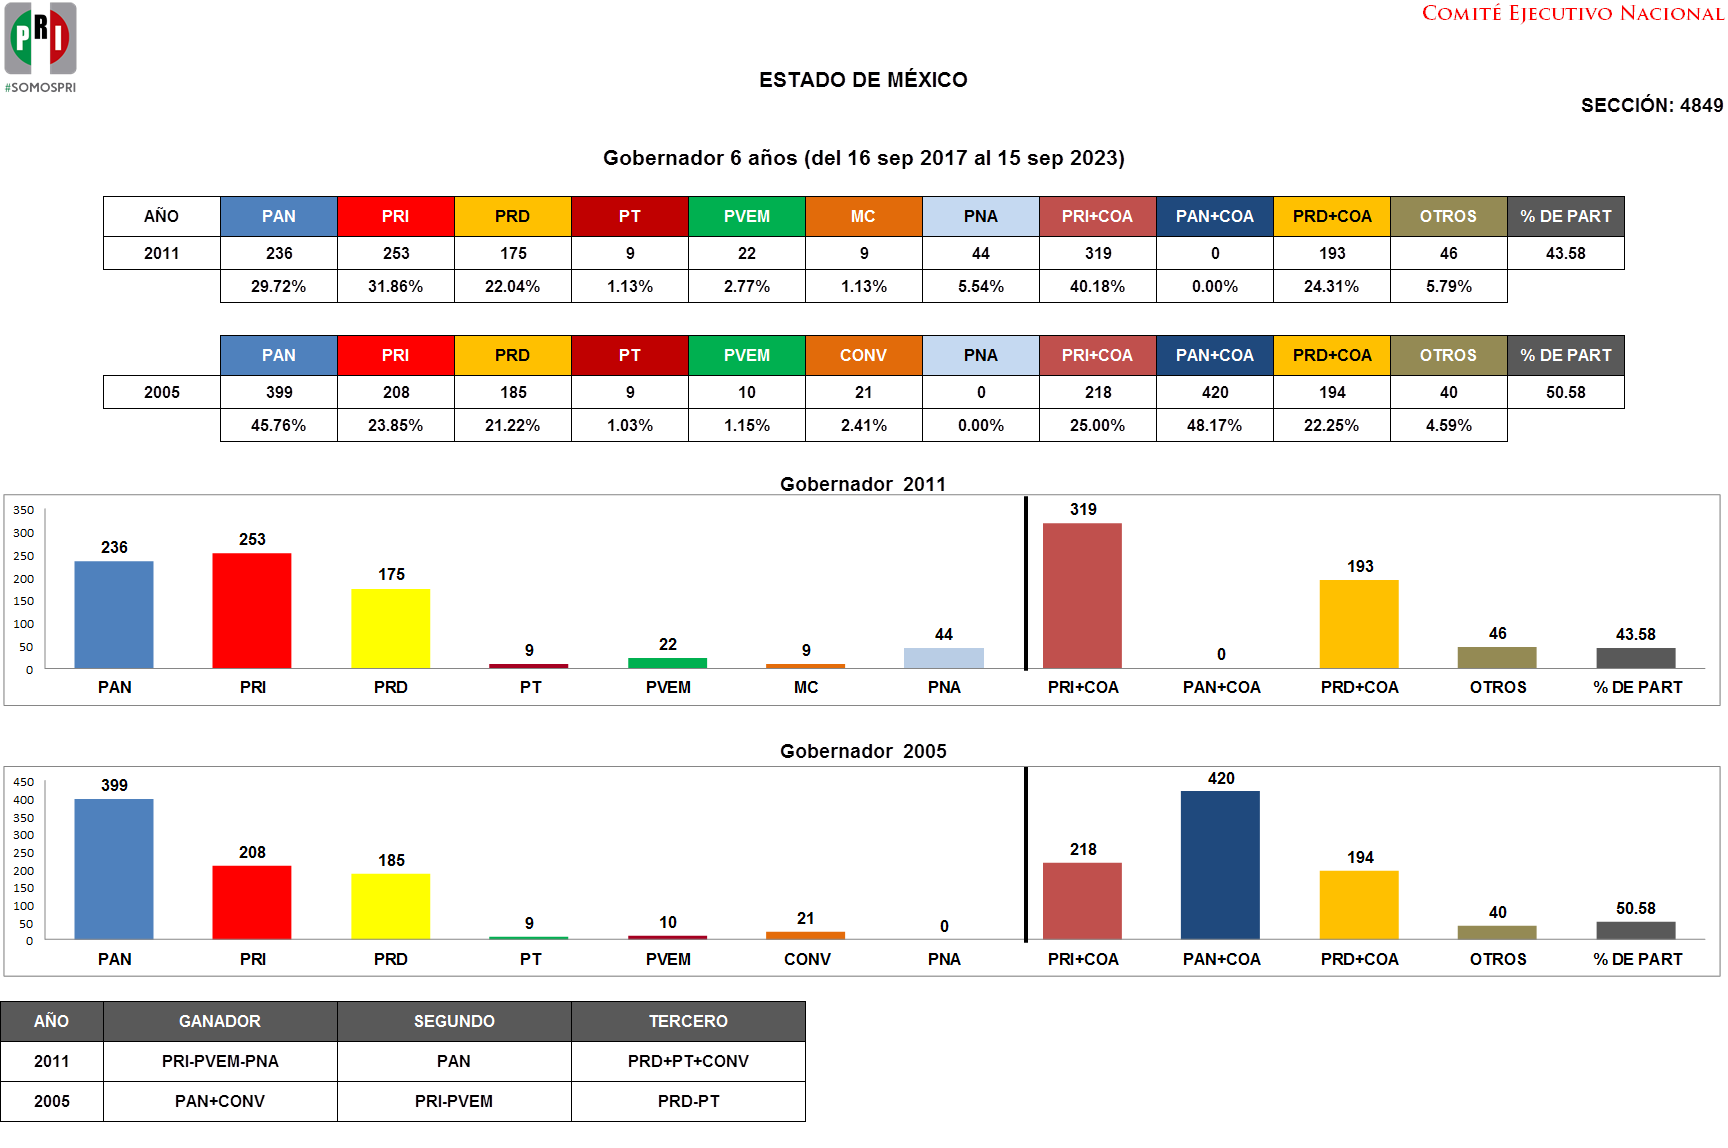 PRI
#SOMOSPRI
COMITÉ EJECUTIVO NACIONAL
ESTADO DE MÉXICO
SECCIÓN: 4849
Gobernador 6 años (del 16 sep 2017 al 15 sep 2023)
AÑO PAN PRI PRD PT PVEM MC PNA PRI+COA PAN+COA PRD+COA OTROS % DE PART
2011 236 253 175 9 22 9 44 319 0 193 46 43.58
29.72% 31.86% 22.04% 1.13% 2.77% 1.13% 5.54% 40.18% 0.00% 24.31% 5.79%
PAN PRI PRD PT PVEM CONV PNA PRI+COA PAN+COA PRD+COA OTROS % DE PART
2005 399 208 185 9 10 21 0 218 420 194 40 50.58
45.76% 23.85% 21.22% 1.03% 1.15% 2.41% 0.00% 25.00% 48.17% 22.25% 4.59%
Gobernador 2011
350
300
250
200
150
100
50
0
236 253 175 9 22 9 44 319 0 193 46 43.58
PAN PRI PRD PT PVEM MC PNA PRI+COA PAN+COA PRD+COA OTROS % DE PART
Gobernador 2005
450
400
350
300
250
200
150
100
50
0
399 208 185 9 10 21 0 218 420 194 40 50.58
PAN PRI PRD PT PVEM CONV PNA PRI+COA PAN+COA PRD+COA OTROS % DE PART
AÑO GANADOR SEGUNDO TERCERO
2011 PRI-PVEM-PNA PAN PRD+PT+CONV
2005 PAN+CONV PRI-PVEM PRD-PT